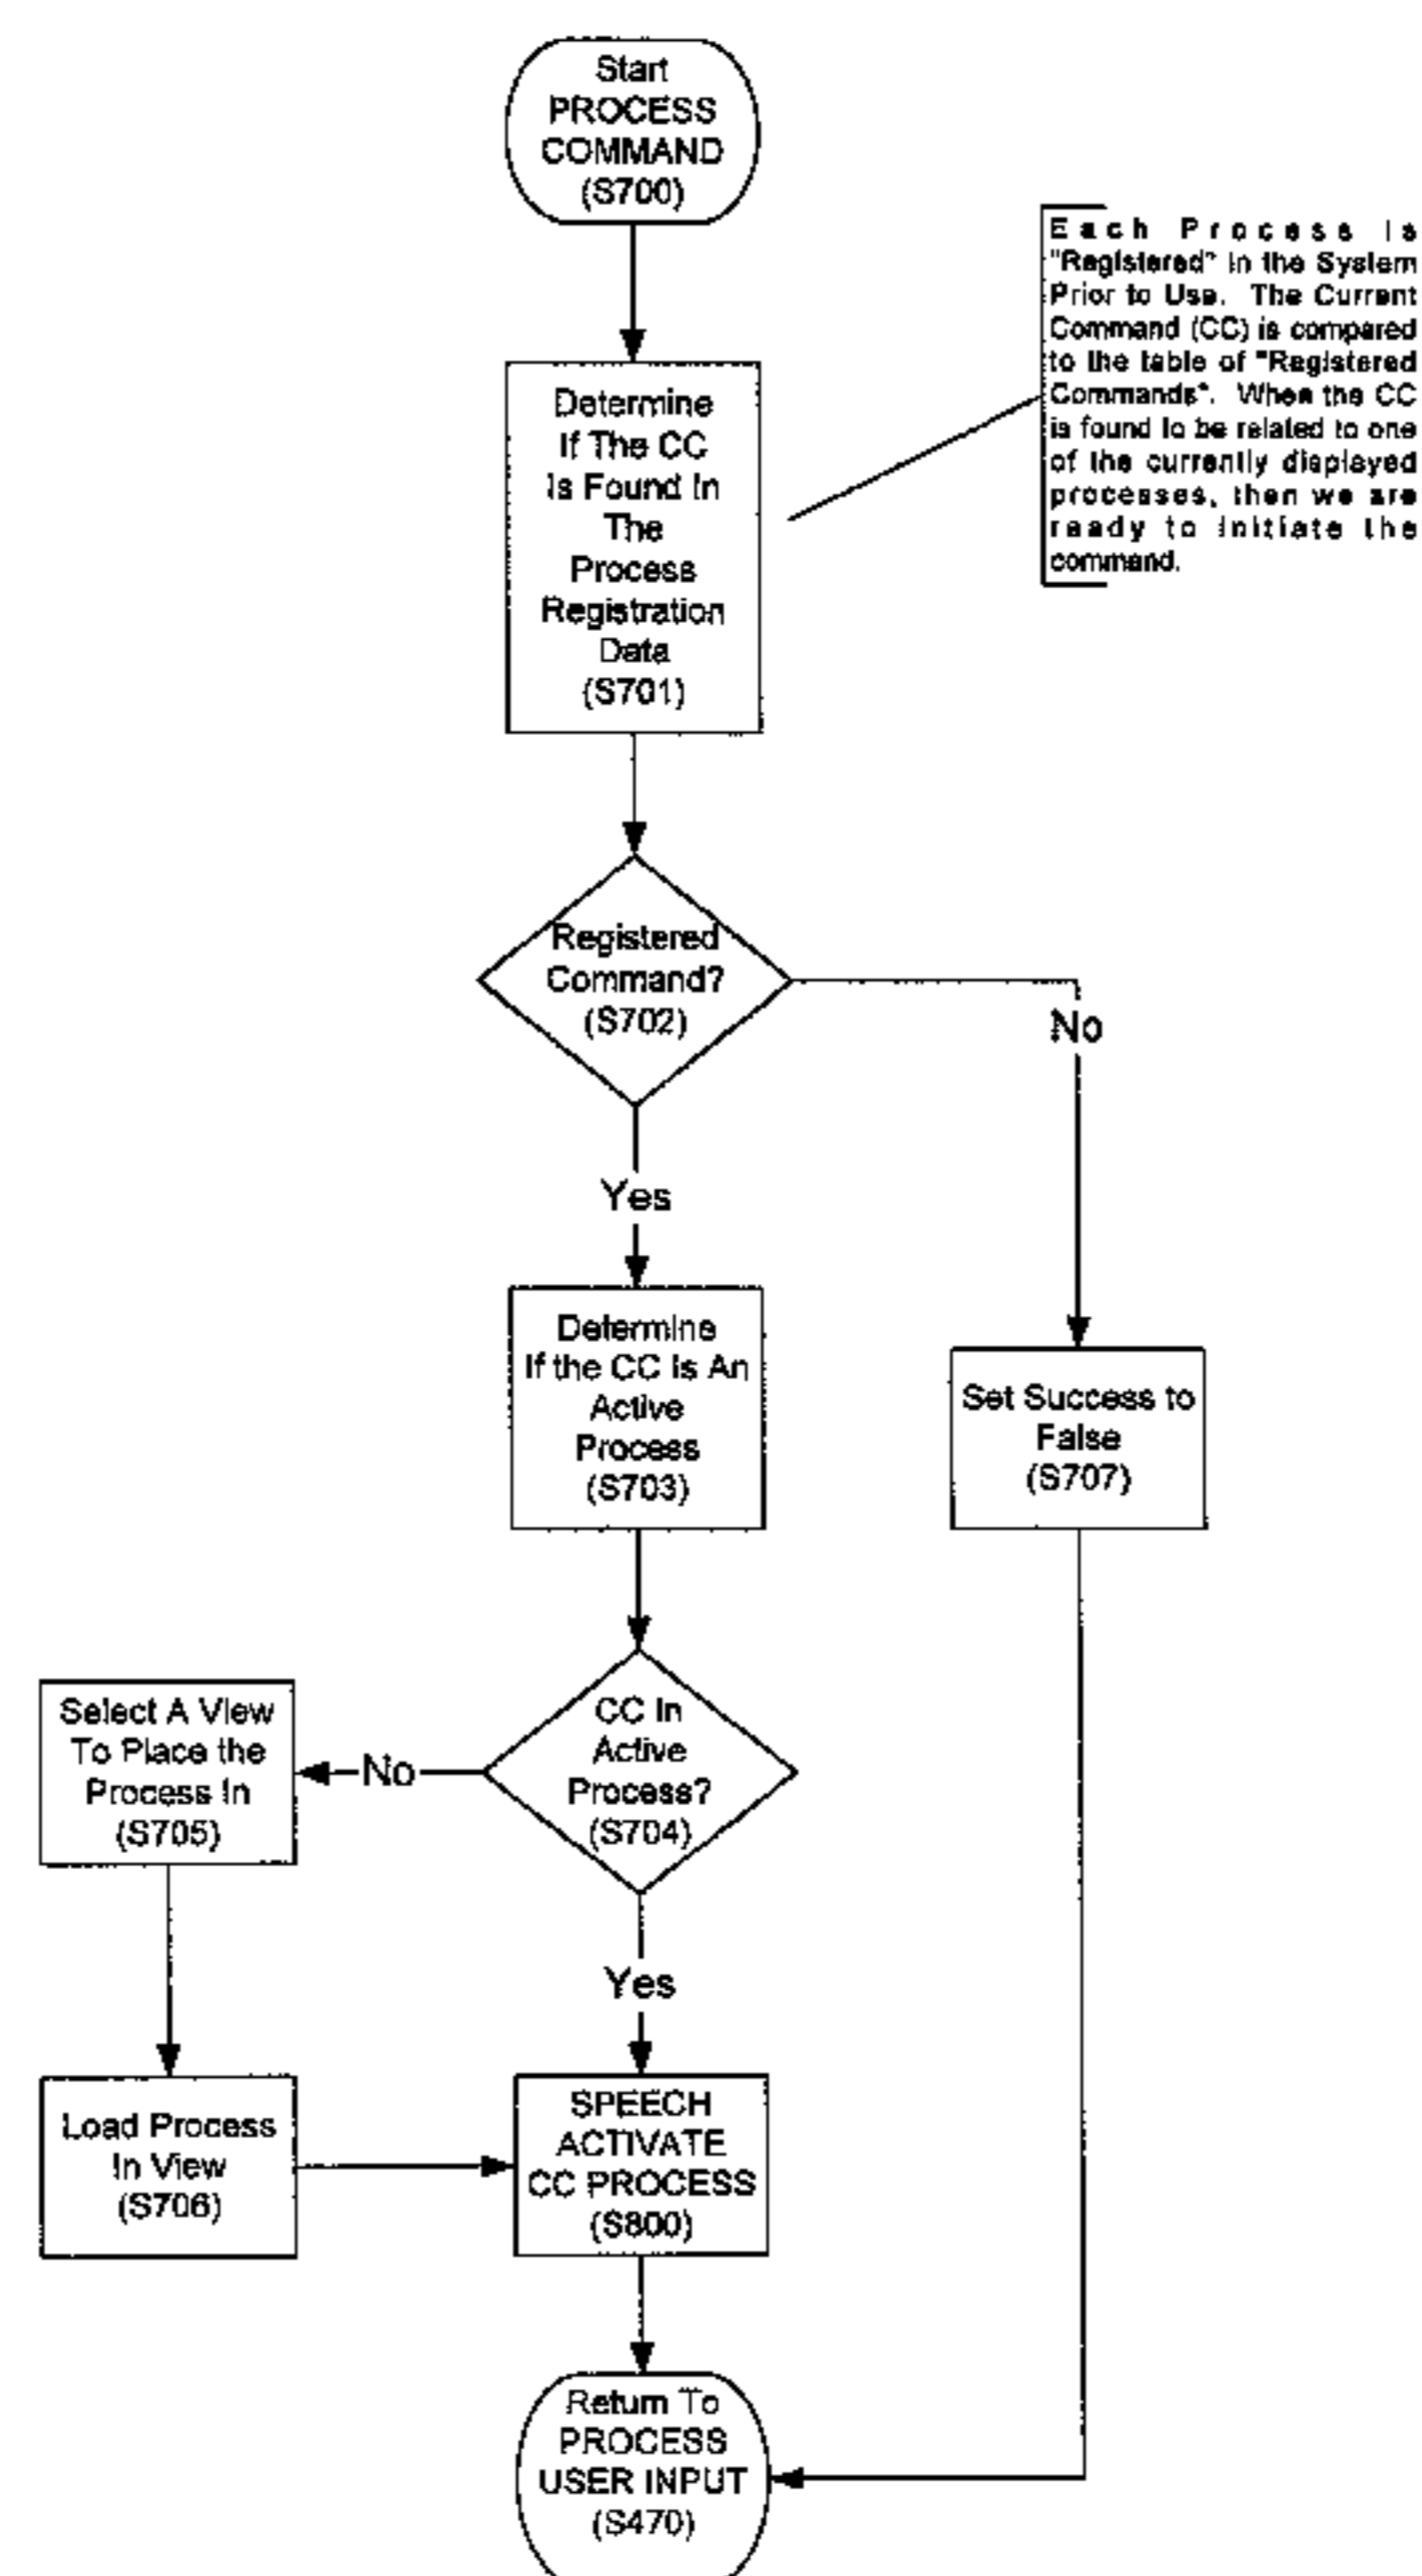 Start
PROCESS
COMMAND
(S700)
Each Process is
"Registered" in the System
Prior to Use. The Current
Command (CC) is compared
to the table of "Registered
Commands". When the CC
is found to be related to one
of the currently displayed
processes, then we are
ready to initiate the
command.
Determine
If The CC
Is Found In
The
Process
Registration
Data
(S701)
Registered
Command?
(S702)
No
Yes
Determine
If the CC Is An
Active
Process
(S703)
Set Success to
False
(S707)
CC In
Active
Process?
(S704)
No
Select A View
To Place the
Process In
(S705)
Yes
Load Process
In View
(S706)
SPEECH
ACTIVATE
CC PROCESS
(S800)
Return To
PROCESS
USER INPUT
(S470)